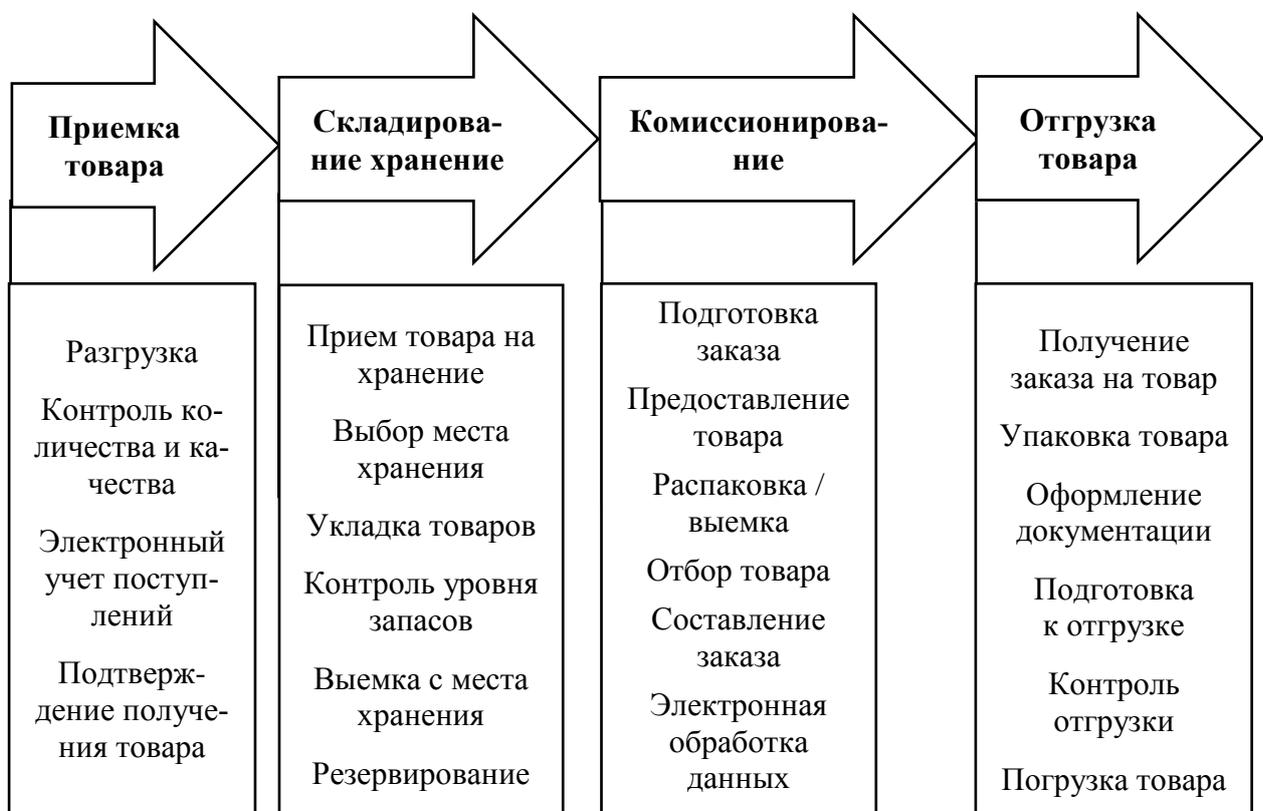 Приемка
товара
Складирова-
ние хранение
Комиссионирова-
ние
Отгрузка
товара
Разгрузка
Контроль ко-
личества и ка-
чества
Электронный
учет поступ-
лений
Подтверж-
дение получе-
ния товара
Прием товара на
хранение
Выбор места
хранения
Укладка товаров
Контроль уровня
запасов
Выемка с места
хранения
Резервирование
Подготовка
заказа
Предоставление
товара
Распаковка /
выемка
Отбор товара
Составление
заказа
Электронная
обработка
данных
Получение
заказа на товар
Упаковка товара
Оформление
документации
Подготовка
к отгрузке
Контроль
отгрузки
Погрузка товара